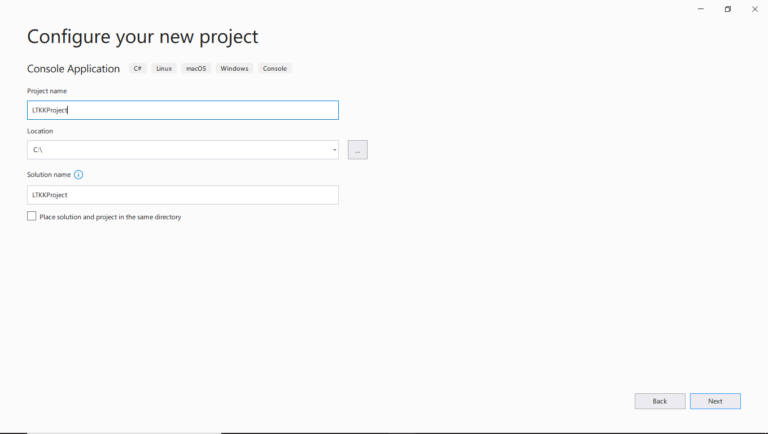 Configure your new project
Console Application C# Linux macOS Windows Console
Project name
LTKKProject
Location
C:\
...
Solution name
LTKKProject
Place solution and project in the same directory
Back Next